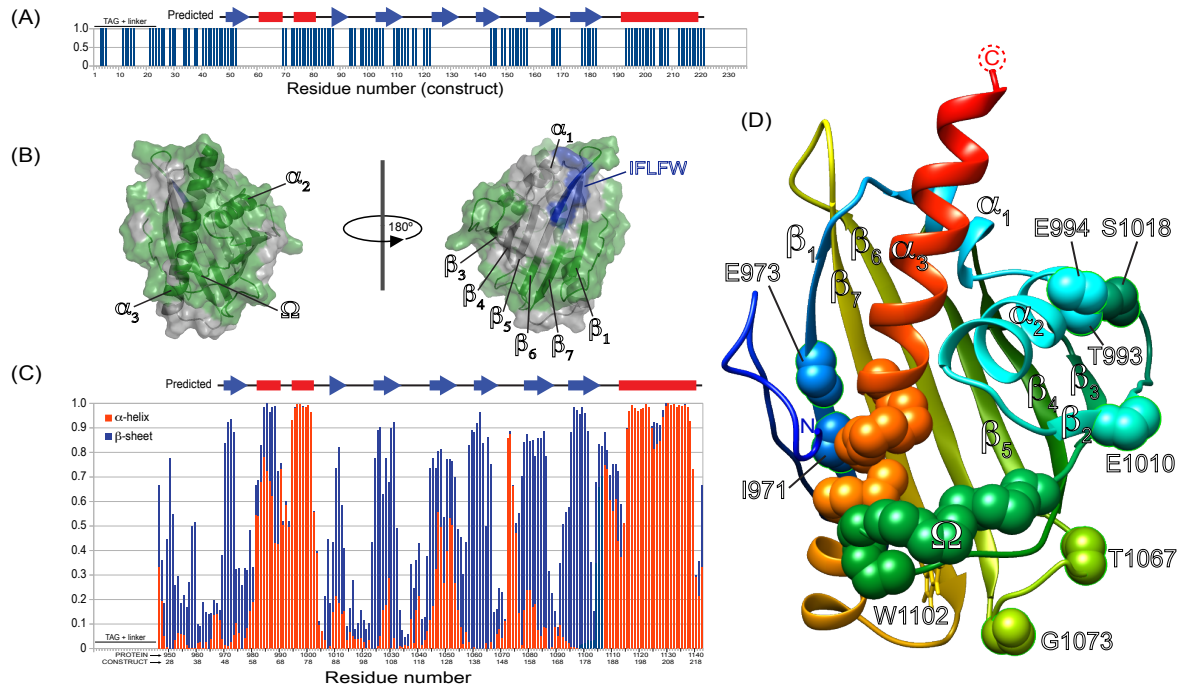 (A)
TAG + linker
Predicted
1.0
0.5
0
1 10 20 30 40 50 60 70 80 90 100 110 120 130 140 150 160 170 180 190 200 210 220 230
Residue number (construct)
(B)
α2
α3
Ω
180º
α1
IFLFW
β3
β4
β5
β6
β7
β1
(C)
Predicted
α-helix
β-sheet
1
0.9
0.8
0.7
0.6
0.5
0.4
0.3
0.2
0.1
0
TAG + linker
PROTEIN 950 960 970 980 990 1000 1010 1020 1030 1040 1050 1060 1070 1080 1090 1100 1110 1120 1130 1140
CONSTRUCT 28 38 48 58 68 78 88 98 108 118 128 138 148 158 168 178 188 198 208 218
Residue number
(D)
C
α1
E994
S1018
β1
β6
α3
E973
β7
α2
T993
β4
β3
N
β2
β5
E1010
I971
Ω
T1067
W1102
G1073